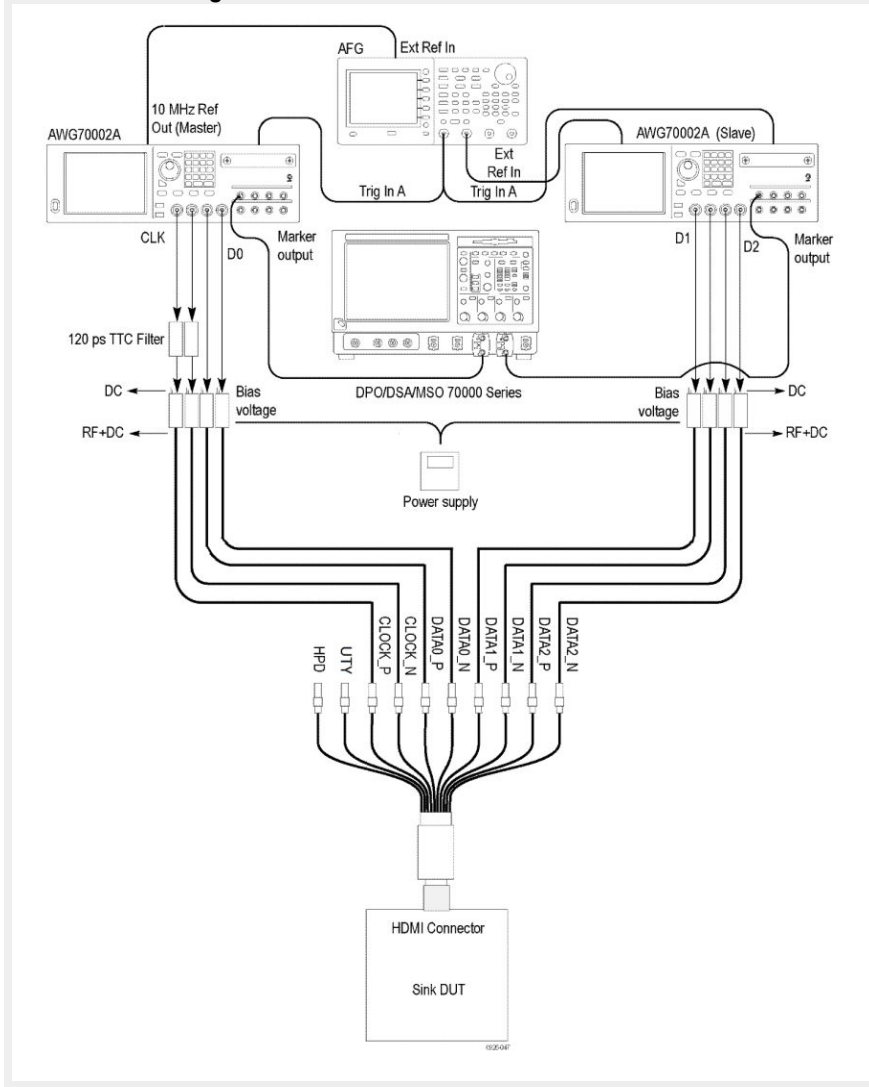 AFG
Ext Ref In
10 MHz Ref
Out (Master)
AWG70002A
AWG70002A (Slave)
Ext
Ref In
Trig In A
Trig In A
CLK
D0
Marker
output
D1
D2
Marker
output
120 ps TTC Filter
DC
Bias
voltage
DPO/DSA/MSO 70000 Series
Bias
voltage
DC
RF+DC
RF+DC
Power supply
HPD
UTY
CLOCK_P
CLOCK_N
DATA0_P
DATA0_N
DATA1_P
DATA1_N
DATA2_P
DATA2_N
HDMI Connector
Sink DUT